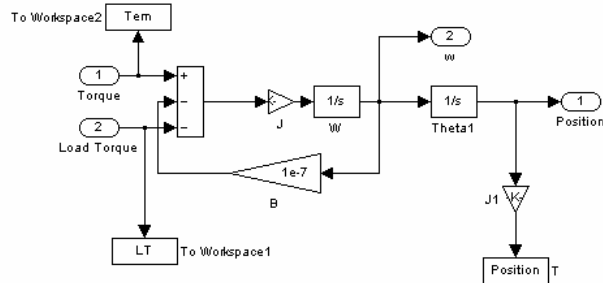 To Workspace2
Tem
1
Torque
2
Load Torque
+
−
−
K-
J
1/s
W
2
w
1/s
Theta1
1
Position
1e-7
B
J1
-K-
LT
To Workspace1
Position
T